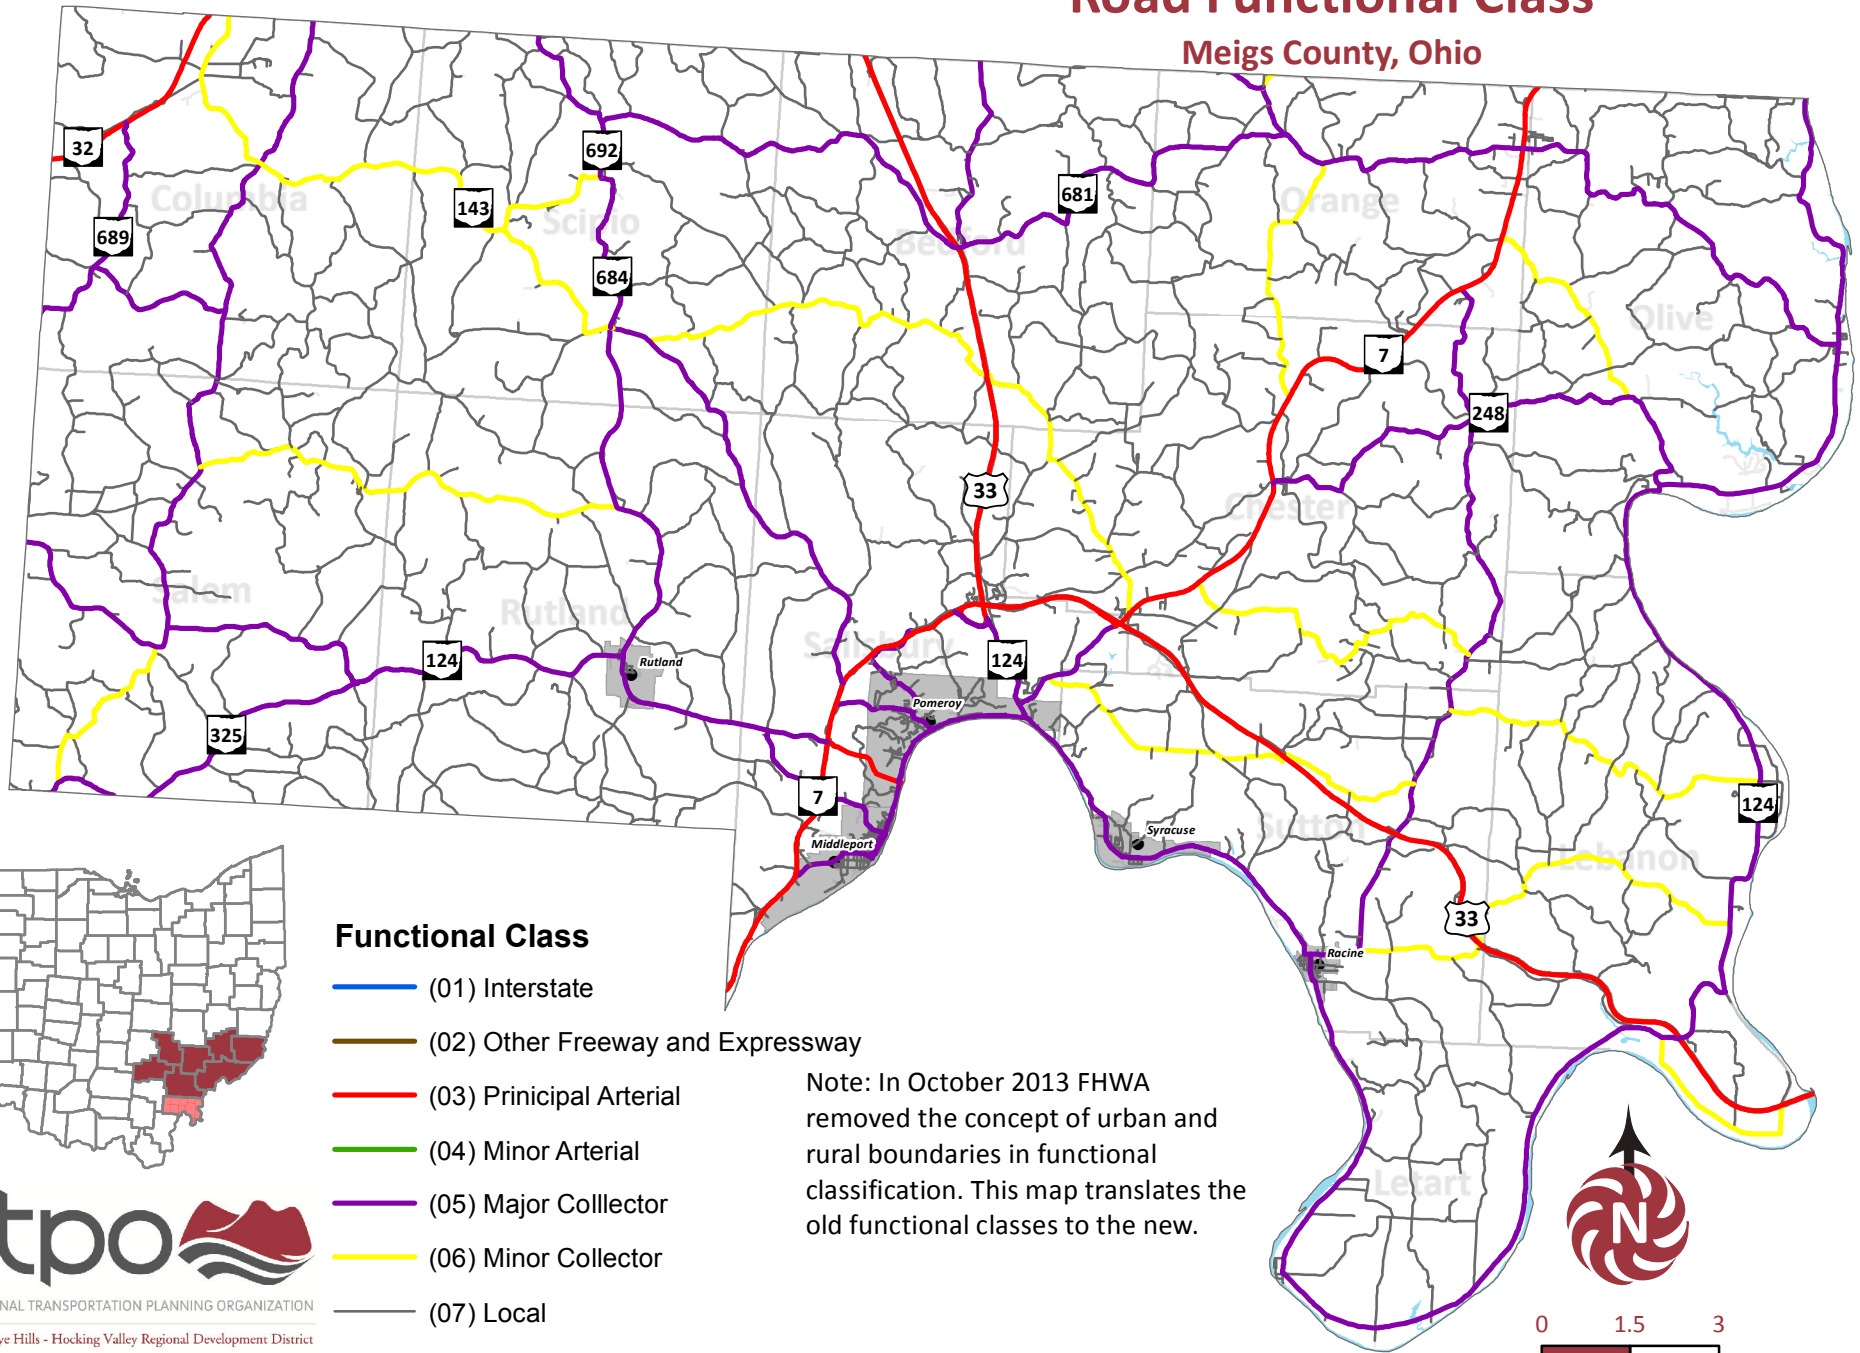 Road Functional Class
Meigs County, Ohio
32
692
Columbia
143
Scipio
681
Orange
689
Bedford
684
Olive
7
248
33
Chester
Salem
Rutland
Salisbury
124
124
Rutland
Pomeroy
325
7
124
Syracuse
Sutton
Middleport
Lebanon
33
Racine
Letart
Functional Class
(01) Interstate
(02) Other Freeway and Expressway
(03) Prinicipal Arterial
(04) Minor Arterial
(05) Major Colllector
(06) Minor Collector
(07) Local
Note: In October 2013 FHWA
removed the concept of urban and
rural boundaries in functional
classification. This map translates the
old functional classes to the new.
tpo
NAL TRANSPORTATION PLANNING ORGANIZATION
ye Hills - Hocking Valley Regional Development District
N
0 1.5 3